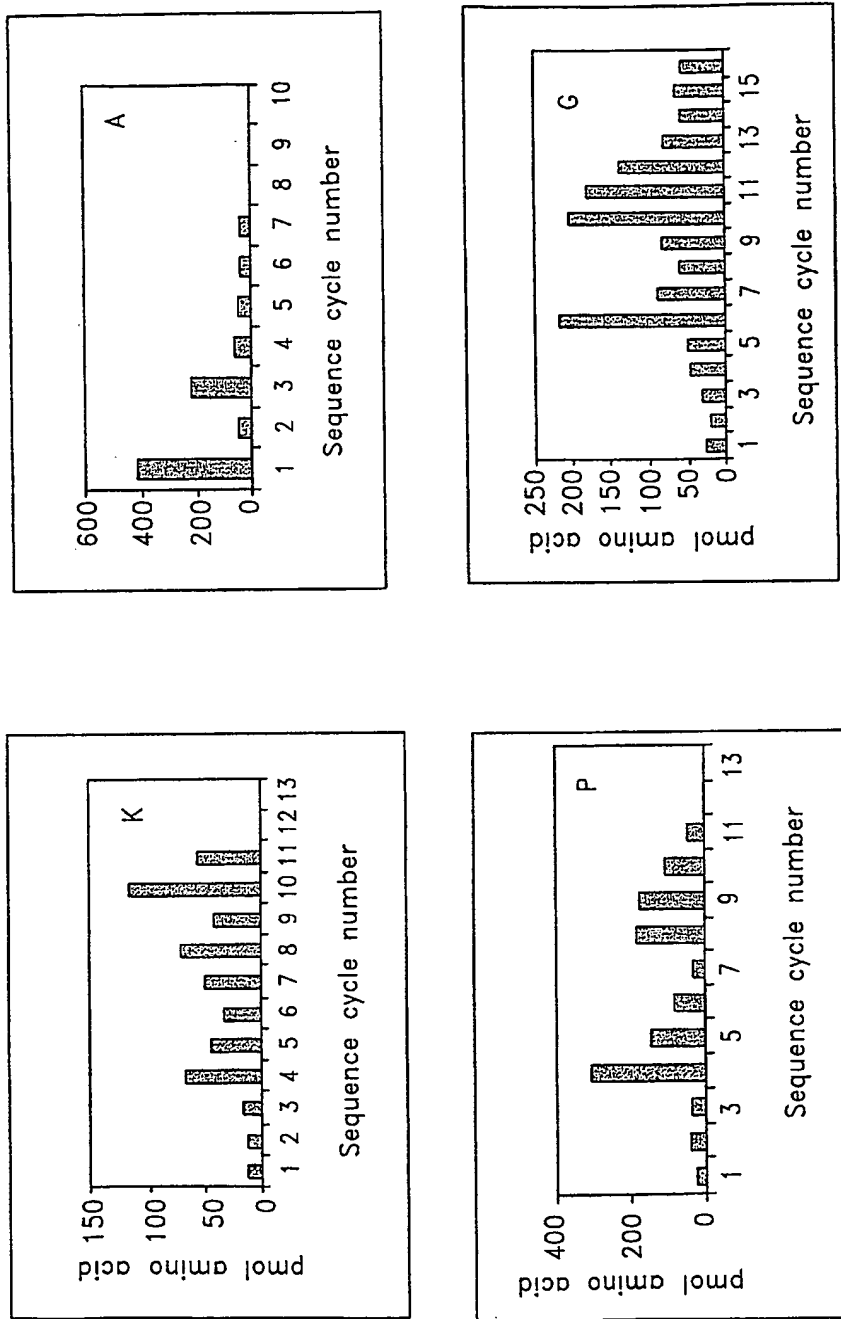 K
150
100
50
0
pmol amino acid
1 2 3 4 5 6 7 8 9 10 11 12 13
Sequence cycle number
A
600
400
200
0
1 2 3 4 5 6 7 8 9 10
Sequence cycle number
P
400
200
0
pmol amino acid
1 3 5 7 9 11 13
Sequence cycle number
G
250
200
150
100
50
0
pmol amino acid
1 3 5 7 9 11 13 15
Sequence cycle number